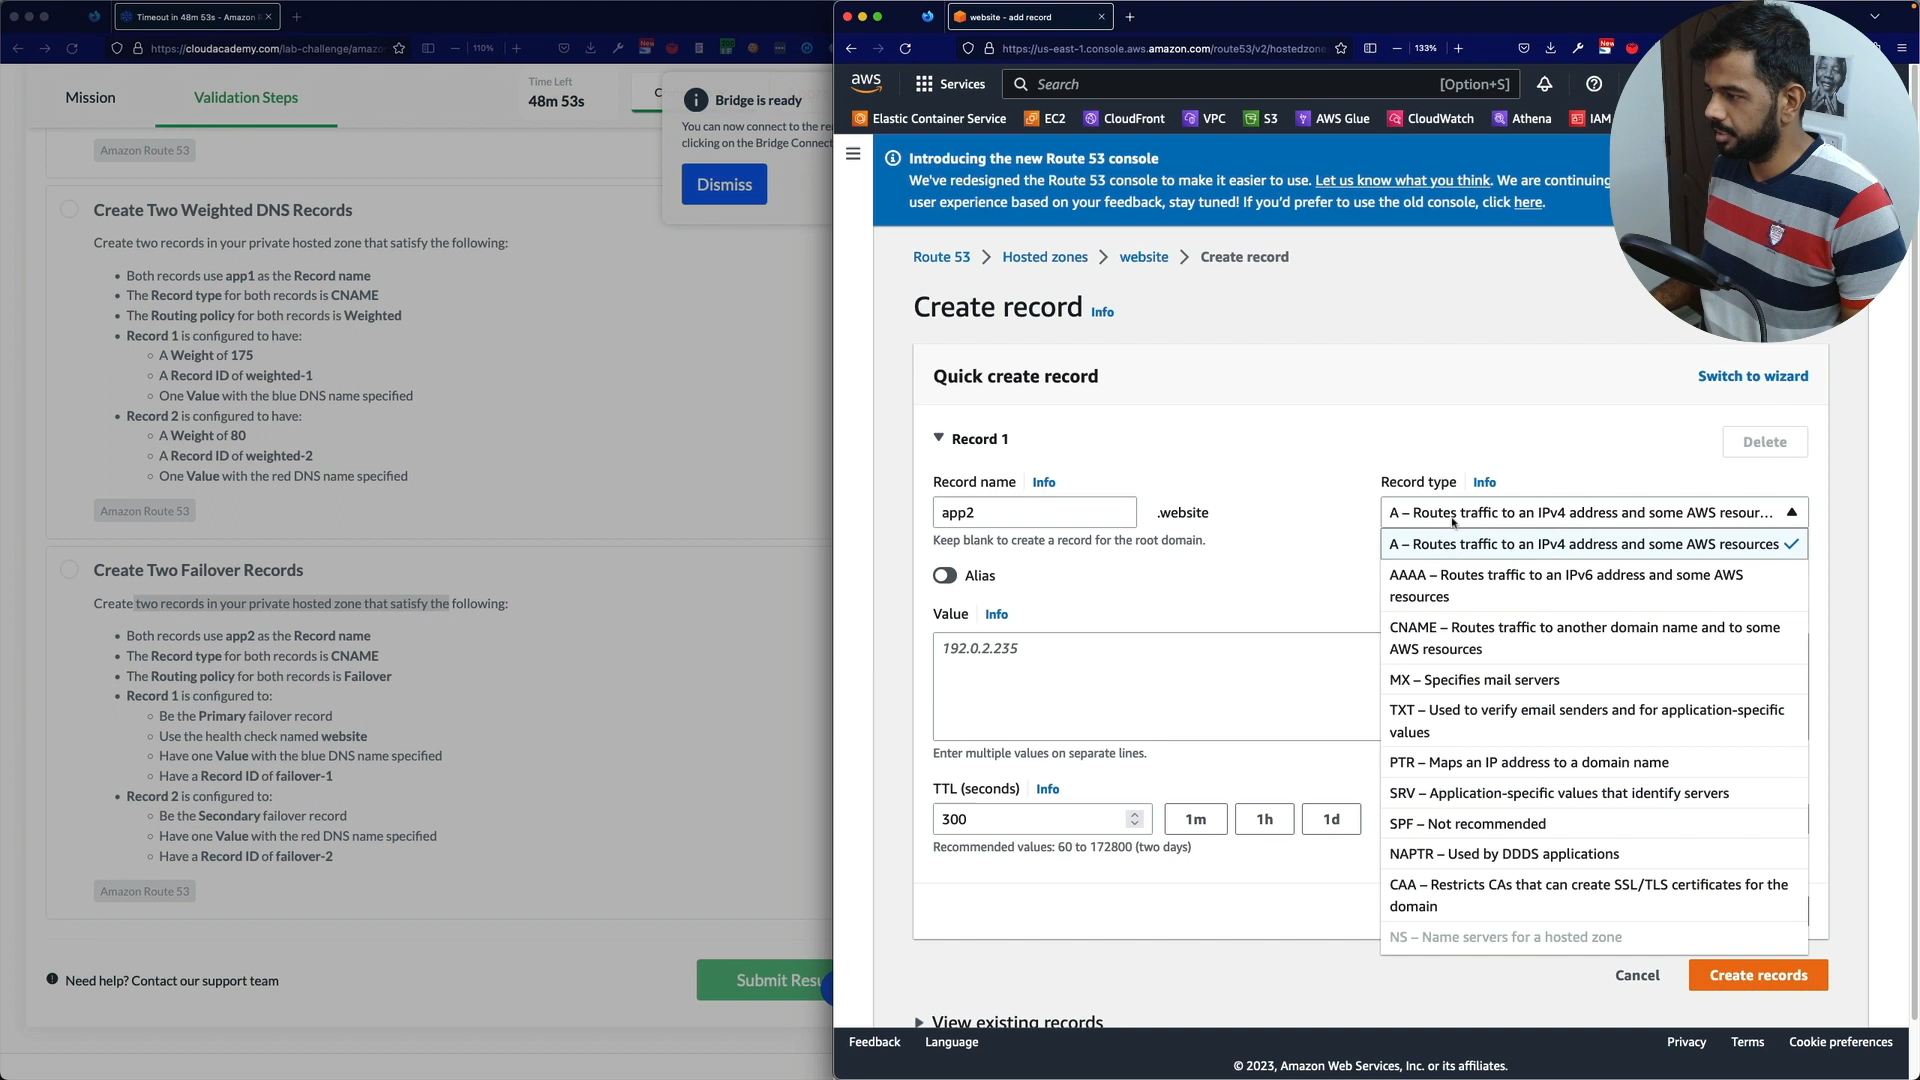 Timeout in 48m 53s - Amazon R
https://cloudacademy.com/lab-challenge/amazo
110%
New
Mission
Validation Steps
Time Left
48m 53s
Bridge is ready
You can now connect to the
clicking on the Bridge Connect
Dismiss
Amazon Route 53
Create Two Weighted DNS Records
Create two records in your private hosted zone that satisfy the following:
Both records use app1 as the Record name
The Record type for both records is CNAME
The Routing policy for both records is Weighted
Record 1 is configured to have:
A Weight of 175
A Record ID of weighted-1
One Value with the blue DNS name specified
Record 2 is configured to have:
A Weight of 80
A Record ID of weighted-2
One Value with the red DNS name specified
Amazon Route 53
Create Two Failover Records
Create two records in your private hosted zone that satisfy the following:
Both records use app2 as the Record name
The Record type for both records is CNAME
The Routing policy for both records is Failover
Record 1 is configured to:
Be the Primary failover record
Use the health check named website
Have one Value with the blue DNS name specified
Have a Record ID of failover-1
Record 2 is configured to:
Be the Secondary failover record
Have one Value with the red DNS name specified
Have a Record ID of failover-2
Amazon Route 53
Need help? Contact our support team
Submit Resu
website - add record
https://us-east-1.console.aws.amazon.com/route53/v2/hostedzone
133%
New
aws
Services
Search
[Option+S]
Elastic Container Service
EC2
CloudFront
VPC
S3
AWS Glue
CloudWatch
Athena
IAM
Introducing the new Route 53 console
We've redesigned the Route 53 console to make it easier to use. Let us know what you think. We are continuing
user experience based on your feedback, stay tuned! If you'd prefer to use the old console, click here.
Route 53
Hosted zones
website
Create record
Create record
Info
Quick create record
Switch to wizard
Record 1
Delete
Record name
Info
app2
.website
Keep blank to create a record for the root domain.
Alias
Value
Info
192.0.2.235
Enter multiple values on separate lines.
TTL (seconds)
Info
300
1m
1h
1d
Recommended values: 60 to 172800 (two days)
Record type
Info
A – Routes traffic to an IPv4 address and some AWS resour...
A – Routes traffic to an IPv4 address and some AWS resources
AAAA – Routes traffic to an IPv6 address and some AWS
resources
CNAME – Routes traffic to another domain name and to some
AWS resources
MX – Specifies mail servers
TXT – Used to verify email senders and for application-specific
values
PTR – Maps an IP address to a domain name
SRV – Application-specific values that identify servers
SPF – Not recommended
NAPTR – Used by DDDS applications
CAA – Restricts CAs that can create SSL/TLS certificates for the
domain
NS – Name servers for a hosted zone
Cancel
Create records
View existing records
Feedback
Language
Privacy
Terms
Cookie preferences
© 2023, Amazon Web Services, Inc. or its affiliates.